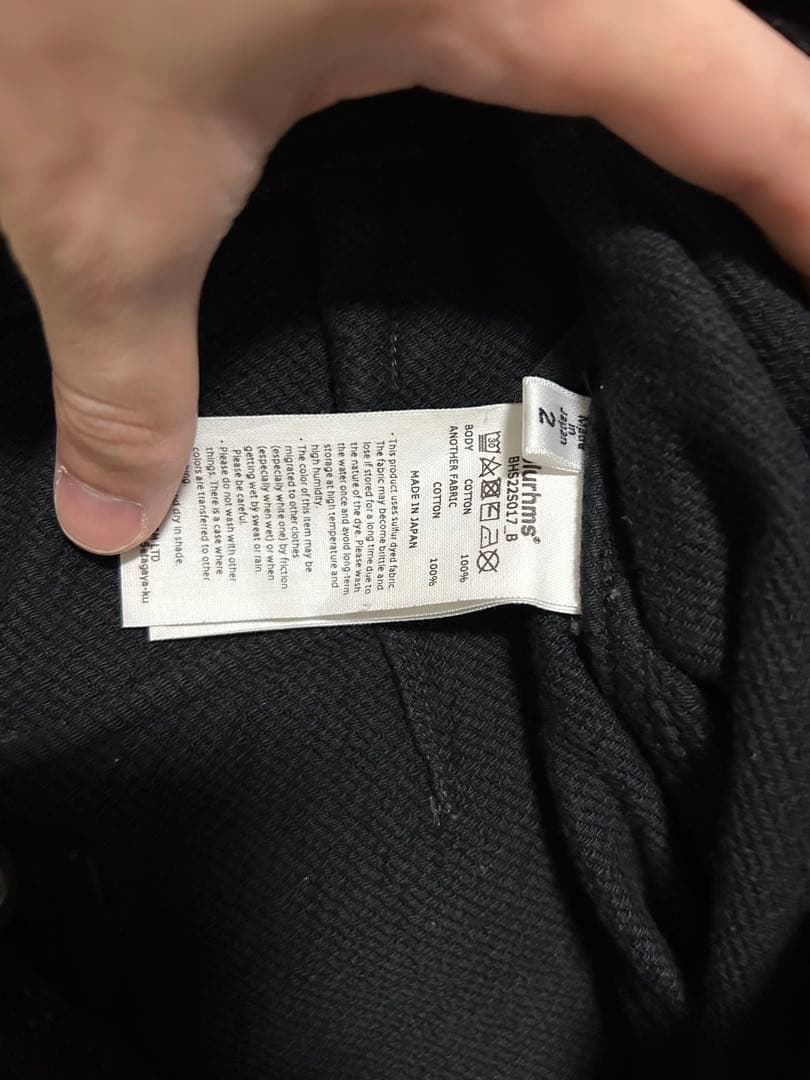 Made
in
Japan
2
blurhms®
BHS22S017_B
30
BODY COTTON 100%
ANOTHER FABRIC
COTTON 100%
MADE IN JAPAN
・This product uses sulfur dyed fabric.
The fabric may become brittle and
lose if stored for a long time due to
the nature of the dye. Please wash
the water once and avoid long-term
storage at high temperature and
high humidity.
・The color of this item may be
migrated to other clothes
(especially white one) by friction
(especially when wet) or when
getting wet by sweat or rain.
Please be careful.
・Please do not wash with other
things. There is a case where
colors are transferred to other
dry in shade.
LTD
Setagaya-ku